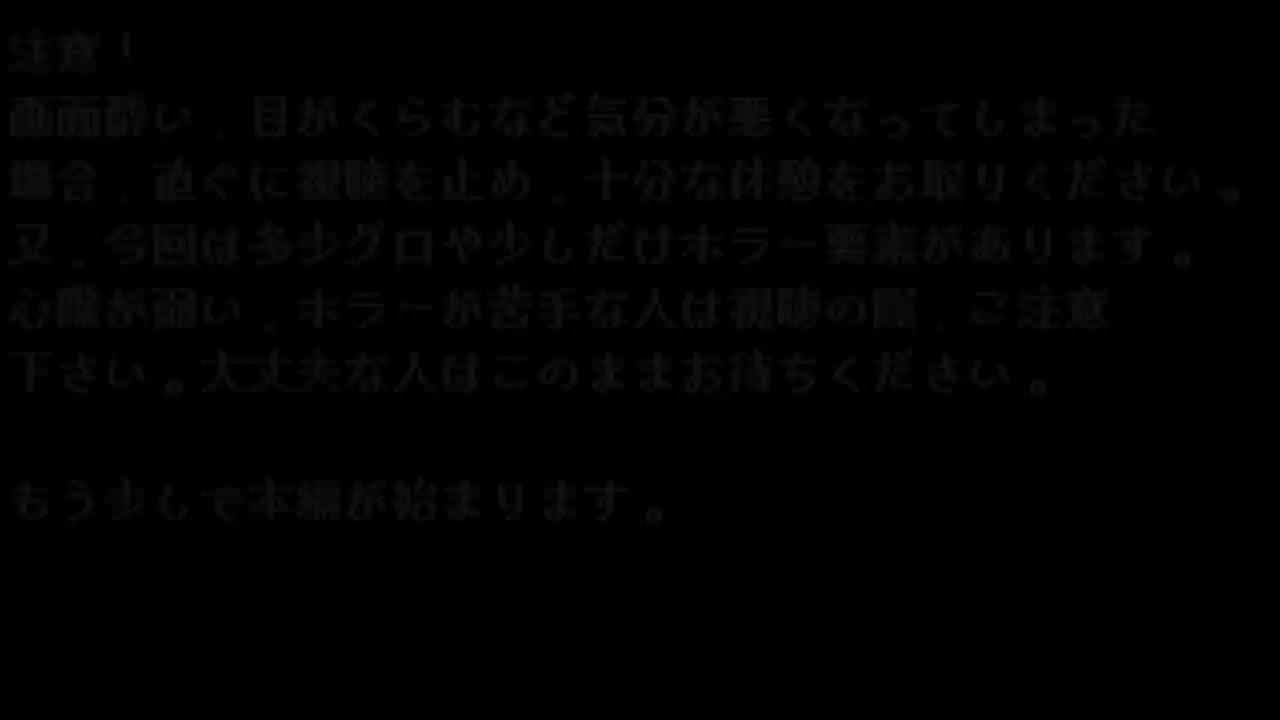 注意！
画面酔い、目がくらむなど気分が悪くなってしまった
場合、直ぐに視聴を止め、十分な休憩をお取りください。
又、今回は多少グロや少しだけホラー要素があります。
心臓が弱い、ホラーが苦手な人は視聴の際、ご注意
下さい。大丈夫な人はこのままお待ちください。
もう少しで本編が始まります。